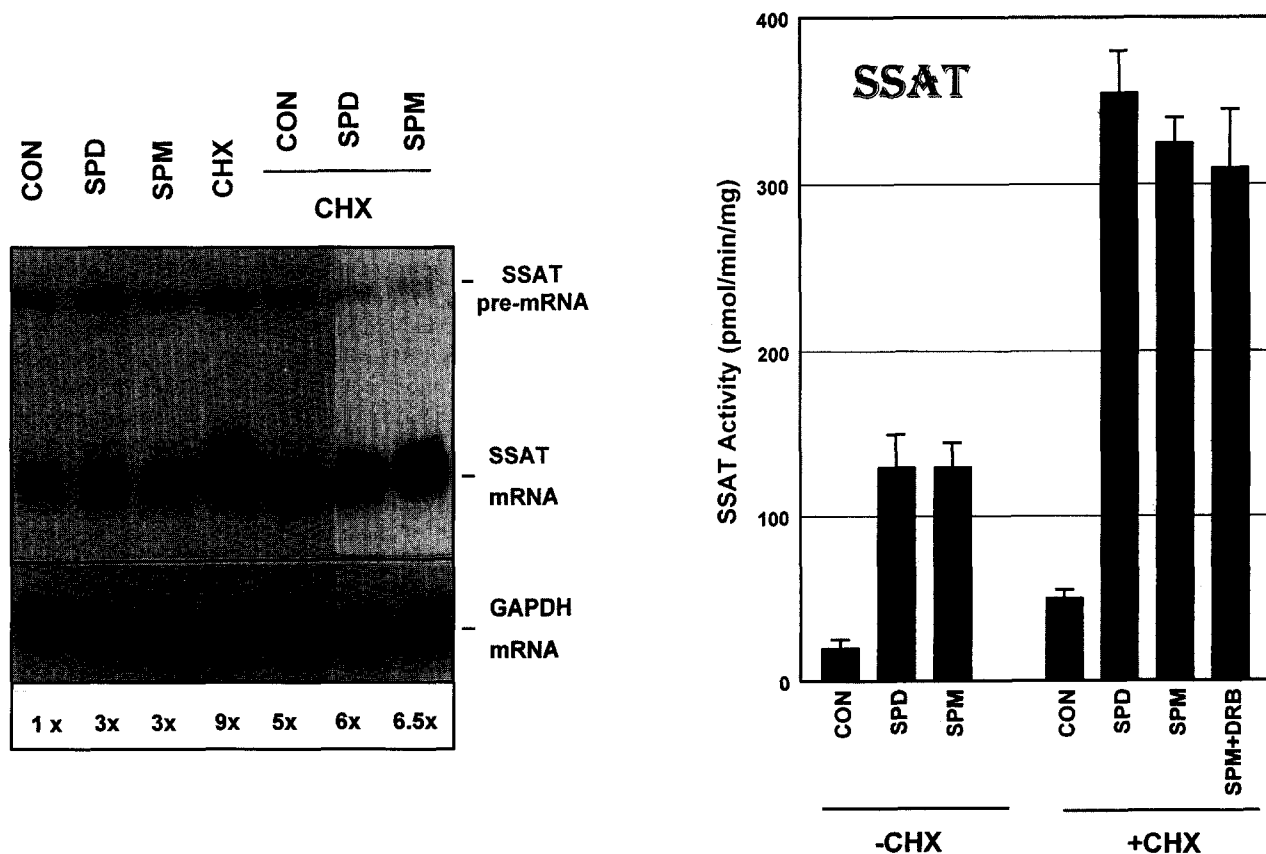 CON SPD SPM CHX CON SPD SPM
CHX
SSAT
pre-mRNA
SSAT
mRNA
GAPDH
mRNA
1 x 3x 3x 9x 5x 6x 6.5x
SSAT
SSAT Activity (pmol/min/mg)
400
300
200
100
0
CON SPD SPM CON SPD SPM SPM+DRB
-CHX +CHX